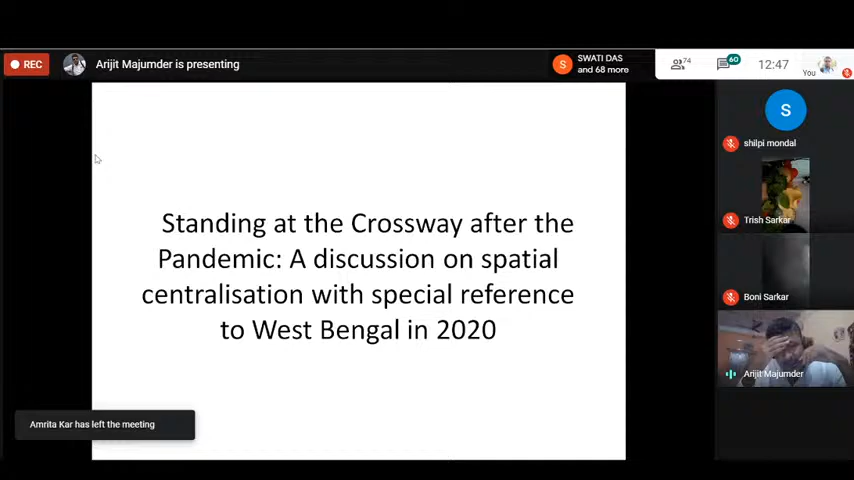 REC
Arijit Majumder is presenting
S
SWATI DAS
and 68 more
74
60
12:47
You
S
shilpi mondal
Standing at the Crossway after the
Pandemic: A discussion on spatial
centralisation with special reference
to West Bengal in 2020
Trish Sarkar
Boni Sarkar
Arijit Majumder
Amrita Kar has left the meeting